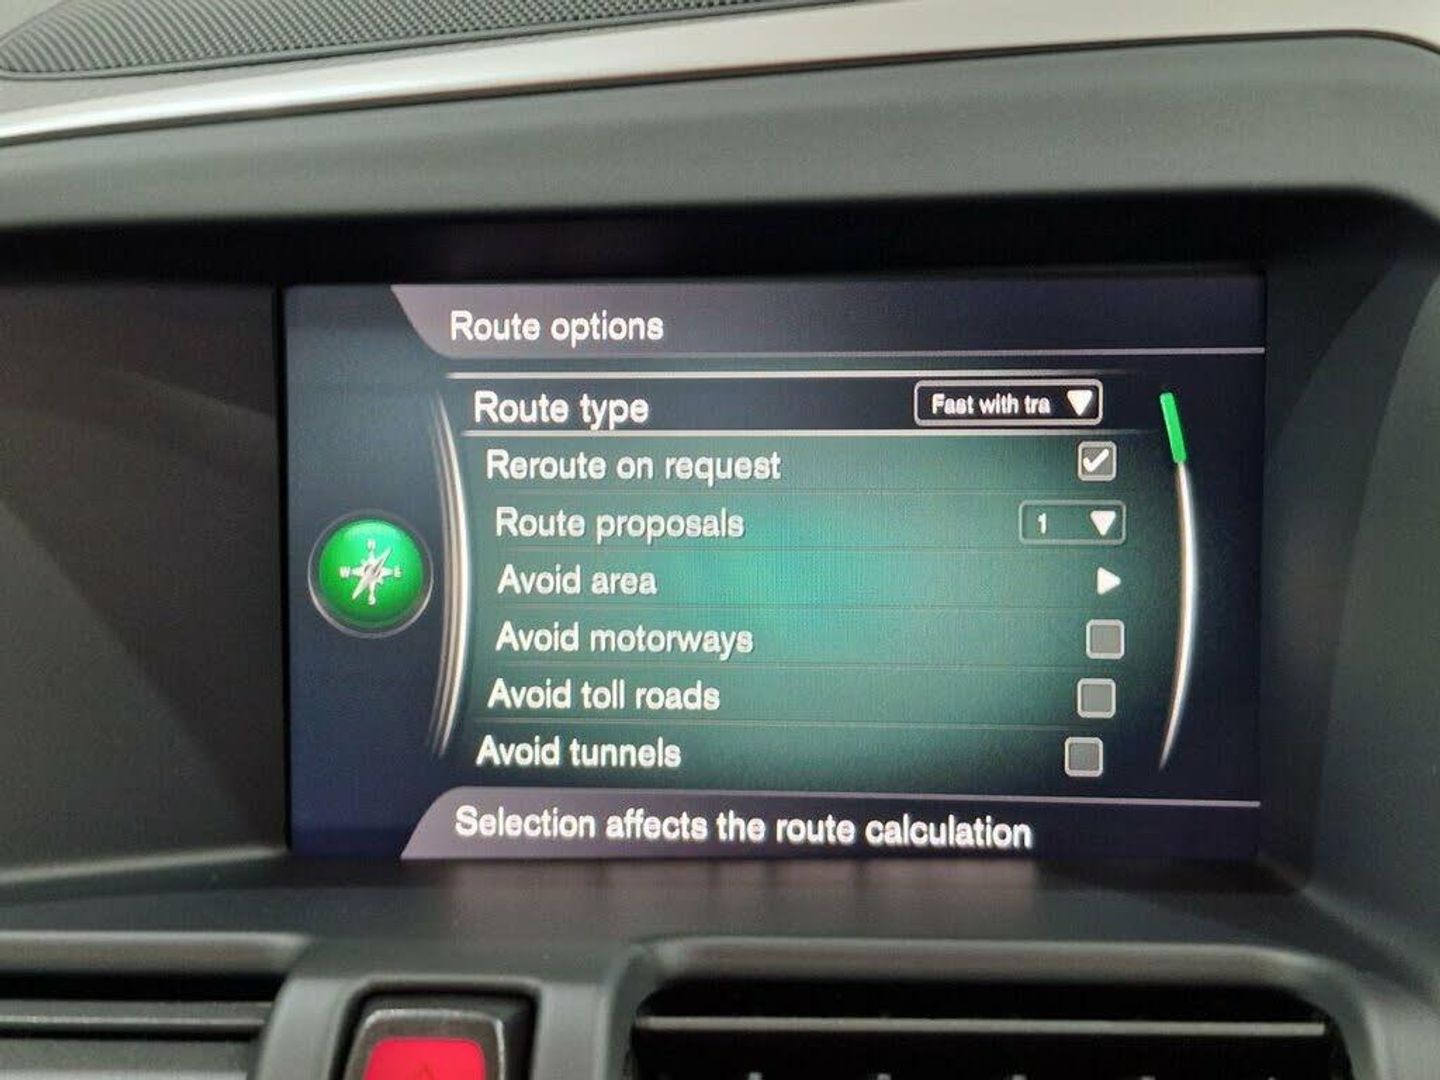 Route options
Route type
Fast with tra
Reroute on request
Route proposals
1
Avoid area
Avoid motorways
Avoid toll roads
Avoid tunnels
Selection affects the route calculation
N
W E
S